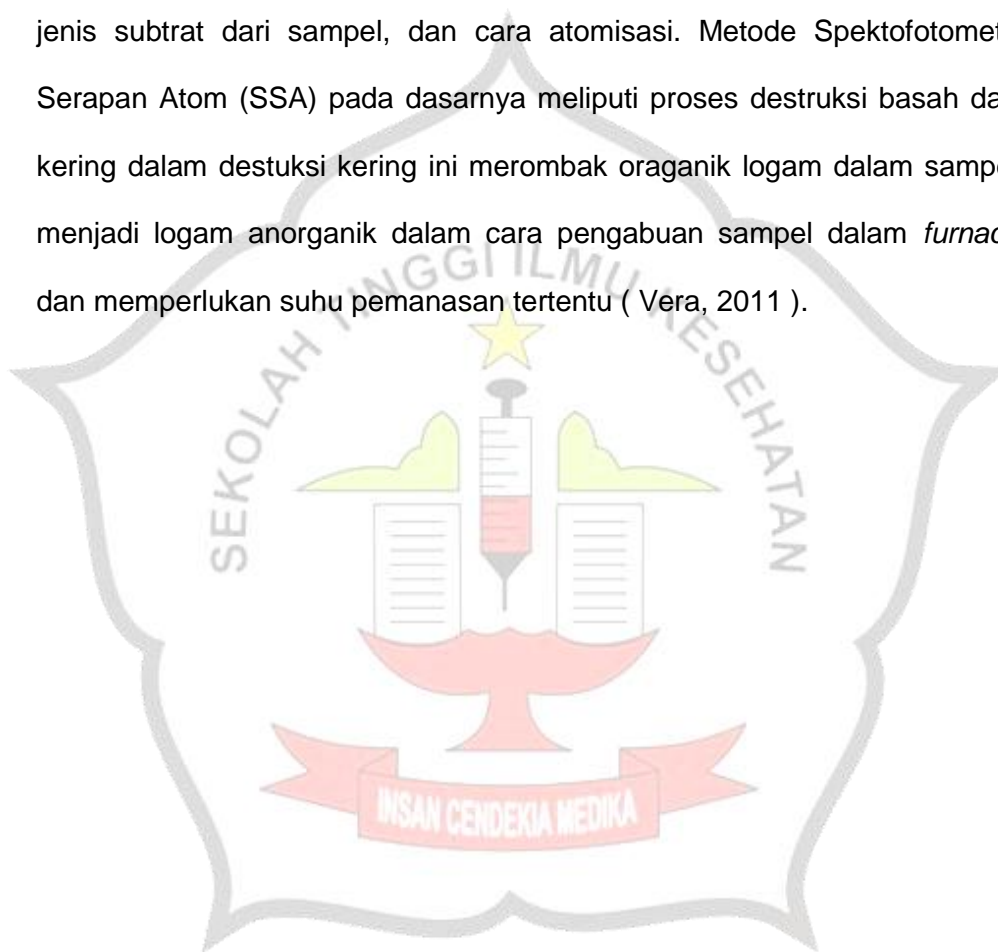 jenis subtrat dari sampel, dan cara atomisasi. Metode Spektofotomet
Serapan Atom (SSA) pada dasarnya meliputi proses destruksi basah da
kering dalam destuksi kering ini merombak oraganik logam dalam sampe
menjadi logam anorganik dalam cara pengabuan sampel dalam furnac
dan memperlukan suhu pemanasan tertentu ( Vera, 2011 ).
SEKOLAH TINGGI ILMU KESEHATAN
INSAN CENDEKIA MEDIKA